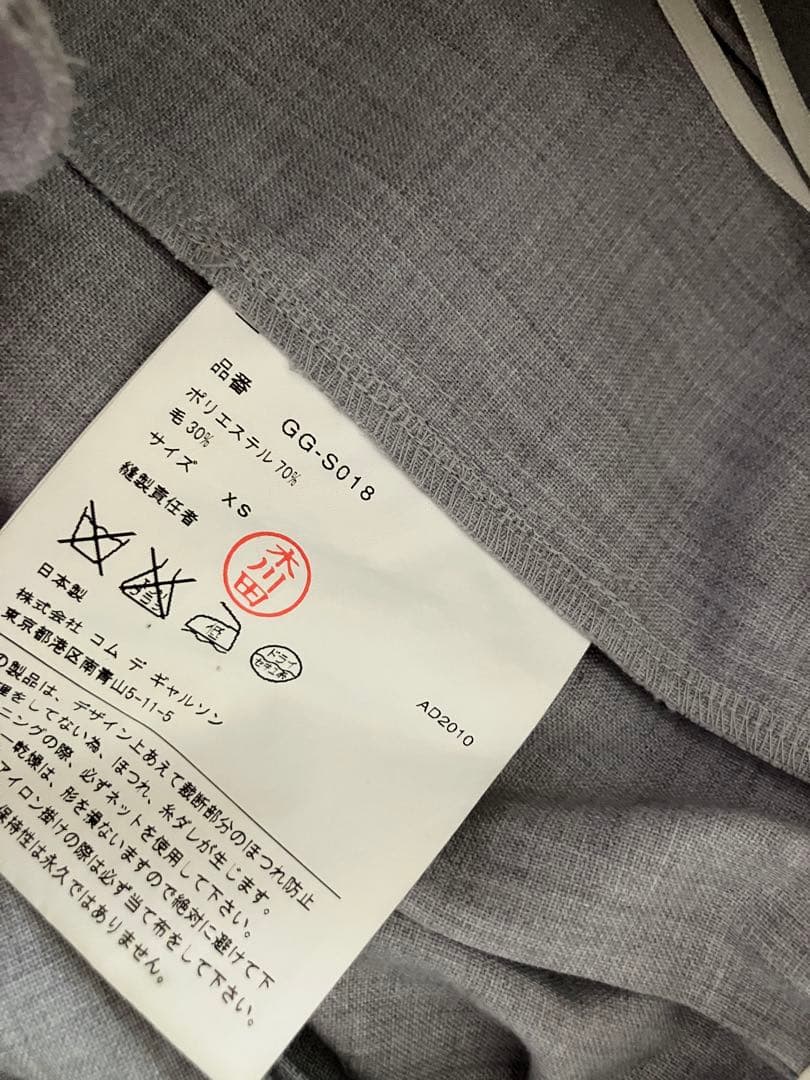 品番 GG-S018
ポリエステル 70%
毛 30%
サイズ XS
縫製責任者
木川田
エンソ
低
ドライ
セキユ系
日本製
株式会社 コム デ ギャルソン
東京都港区南青山5-11-5
AD2010
の製品は、デザイン上あえて裁断部分のほつれ防止
理をしてない為、ほつれ、糸ダレが生じます。
ニングの際、必ずネットを使用して下さい。
ー乾燥は、形を損ないますので絶対に避けて下
アイロン掛けの際は必ず当て布をして下さい。
保持性は永久ではありません。